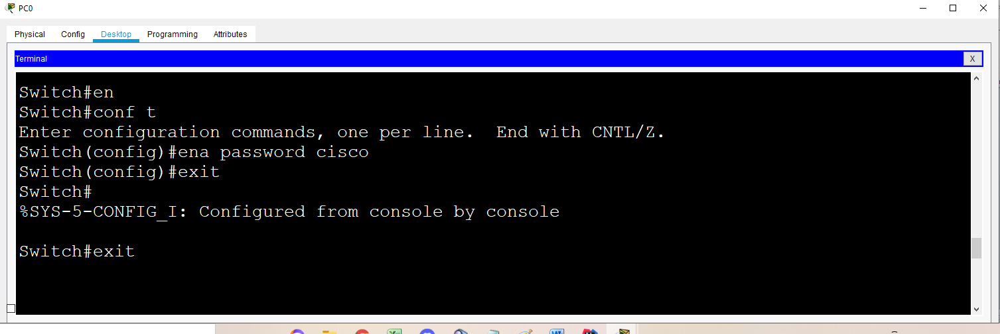 PC0
Physical Config Desktop Programming Attributes
Terminal X
Switch#en
Switch#conf t
Enter configuration commands, one per line.  End with CNTL/Z.
Switch(config)#ena password cisco
Switch(config)#exit
Switch#
%SYS-5-CONFIG_I: Configured from console by console
Switch#exit